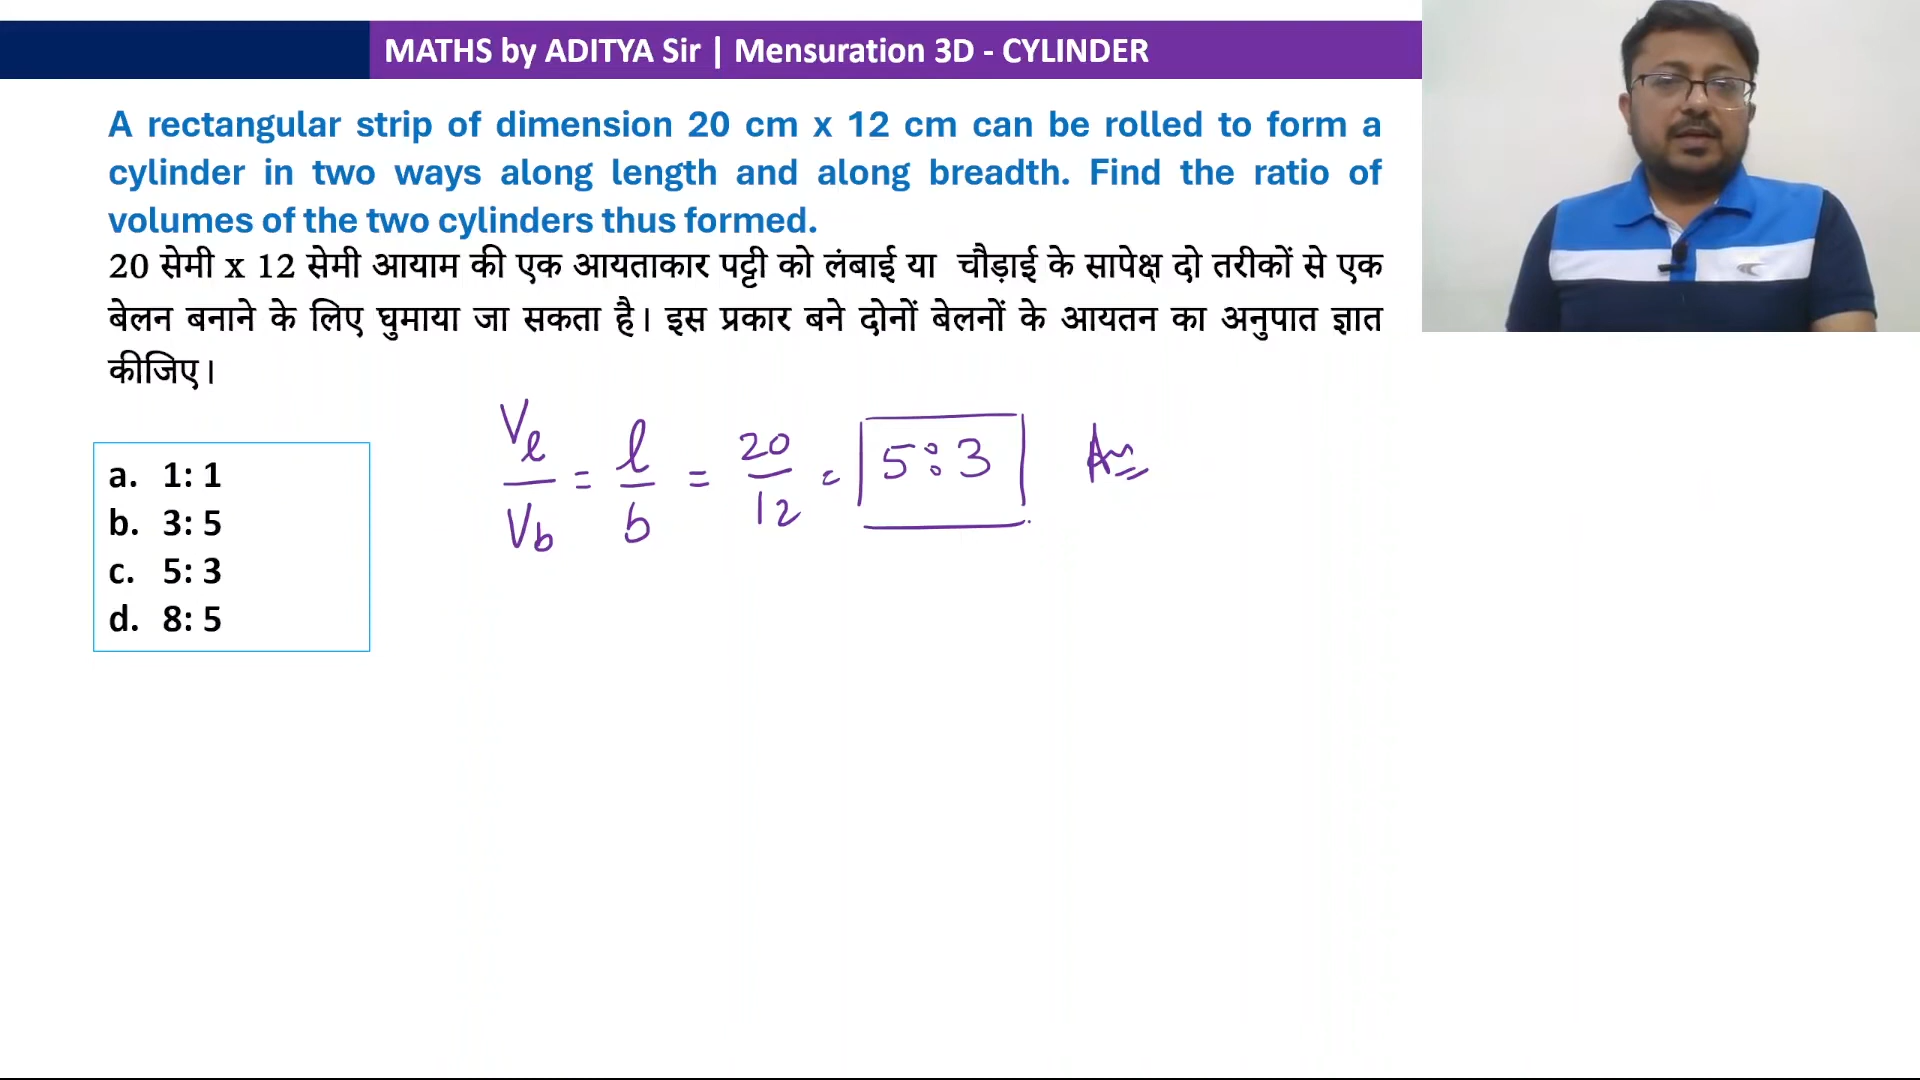 MATHS by ADITYA Sir | Mensuration 3D - CYLINDER
A rectangular strip of dimension 20 cm x 12 cm can be rolled to form a
cylinder in two ways along length and along breadth. Find the ratio of
volumes of the two cylinders thus formed.
20 सेमी x 12 सेमी आयाम की एक आयताकार पट्टी को लंबाई या चौड़ाई के सापेक्ष दो तरीकों से एक
बेलन बनाने के लिए घुमाया जा सकता है। इस प्रकार बने दोनों बेलनों के आयतन का अनुपात ज्ञात
कीजिए।
a. 1: 1
b. 3: 5
c. 5: 3
d. 8: 5
Vl/Vb = l/b = 20/12 = 5:3 Ans